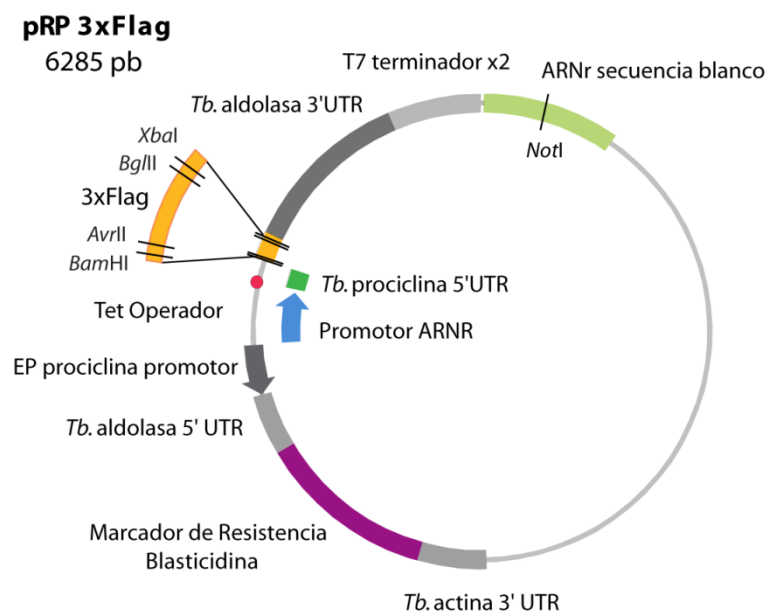 pRP 3xFlag
6285 pb
T7 terminador x2
ARNr secuencia blanco
Tb. aldolasa 3'UTR
XbaI
BglII
NotI
3xFlag
AvrII
BamHI
Tb. prociclina 5'UTR
Tet Operador
Promotor ARNR
EP prociclina promotor
Tb. aldolasa 5' UTR
Marcador de Resistencia
Blasticidina
Tb. actina 3' UTR